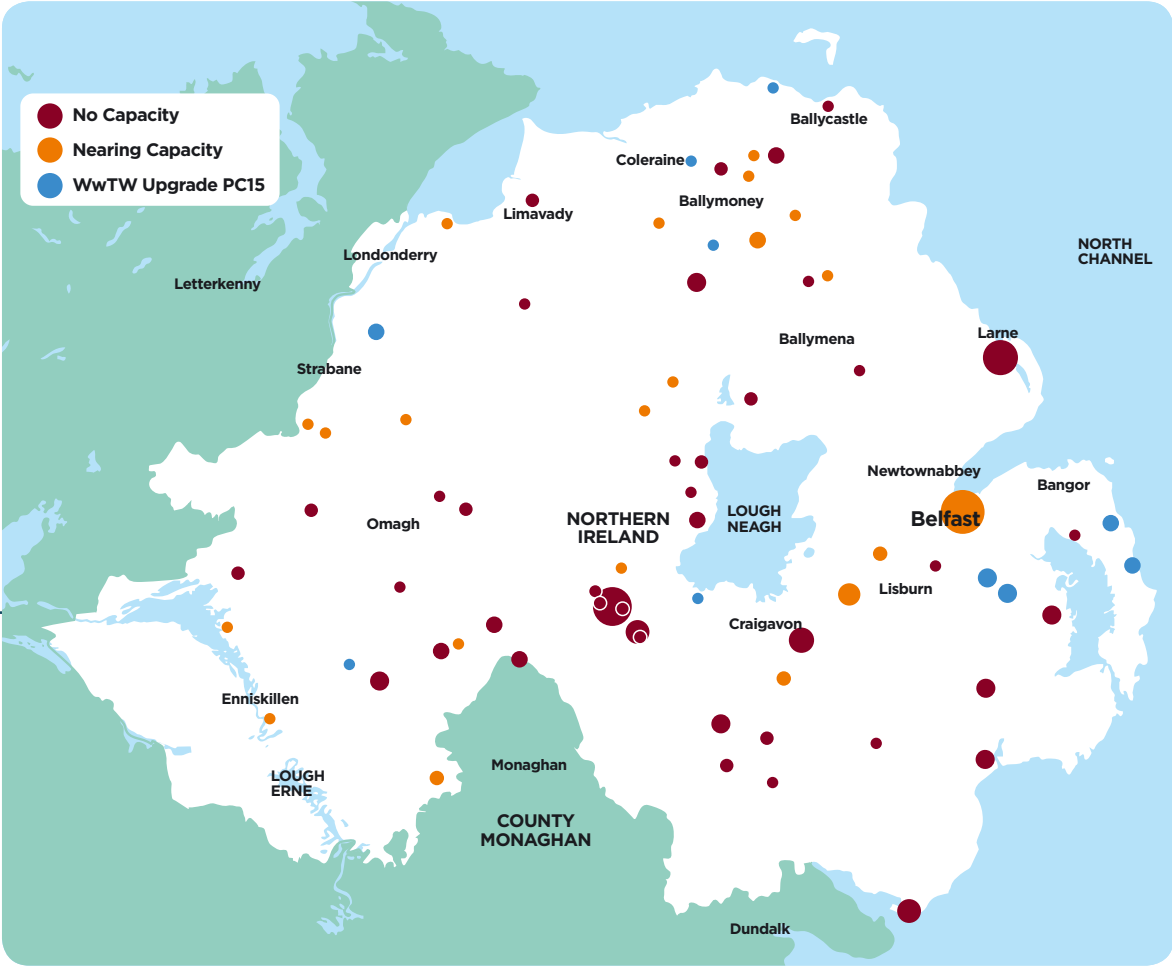 No Capacity
Nearing Capacity
WwTW Upgrade PC15
Ballycastle
Coleraine
Ballymoney
Limavady
Londonderry
NORTH
CHANNEL
Letterkenny
Larne
Ballymena
Strabane
Newtownabbey
Bangor
Omagh
NORTHERN
IRELAND
LOUGH
NEAGH
Belfast
Lisburn
Craigavon
Enniskillen
LOUGH
ERNE
Monaghan
COUNTY
MONAGHAN
Dundalk